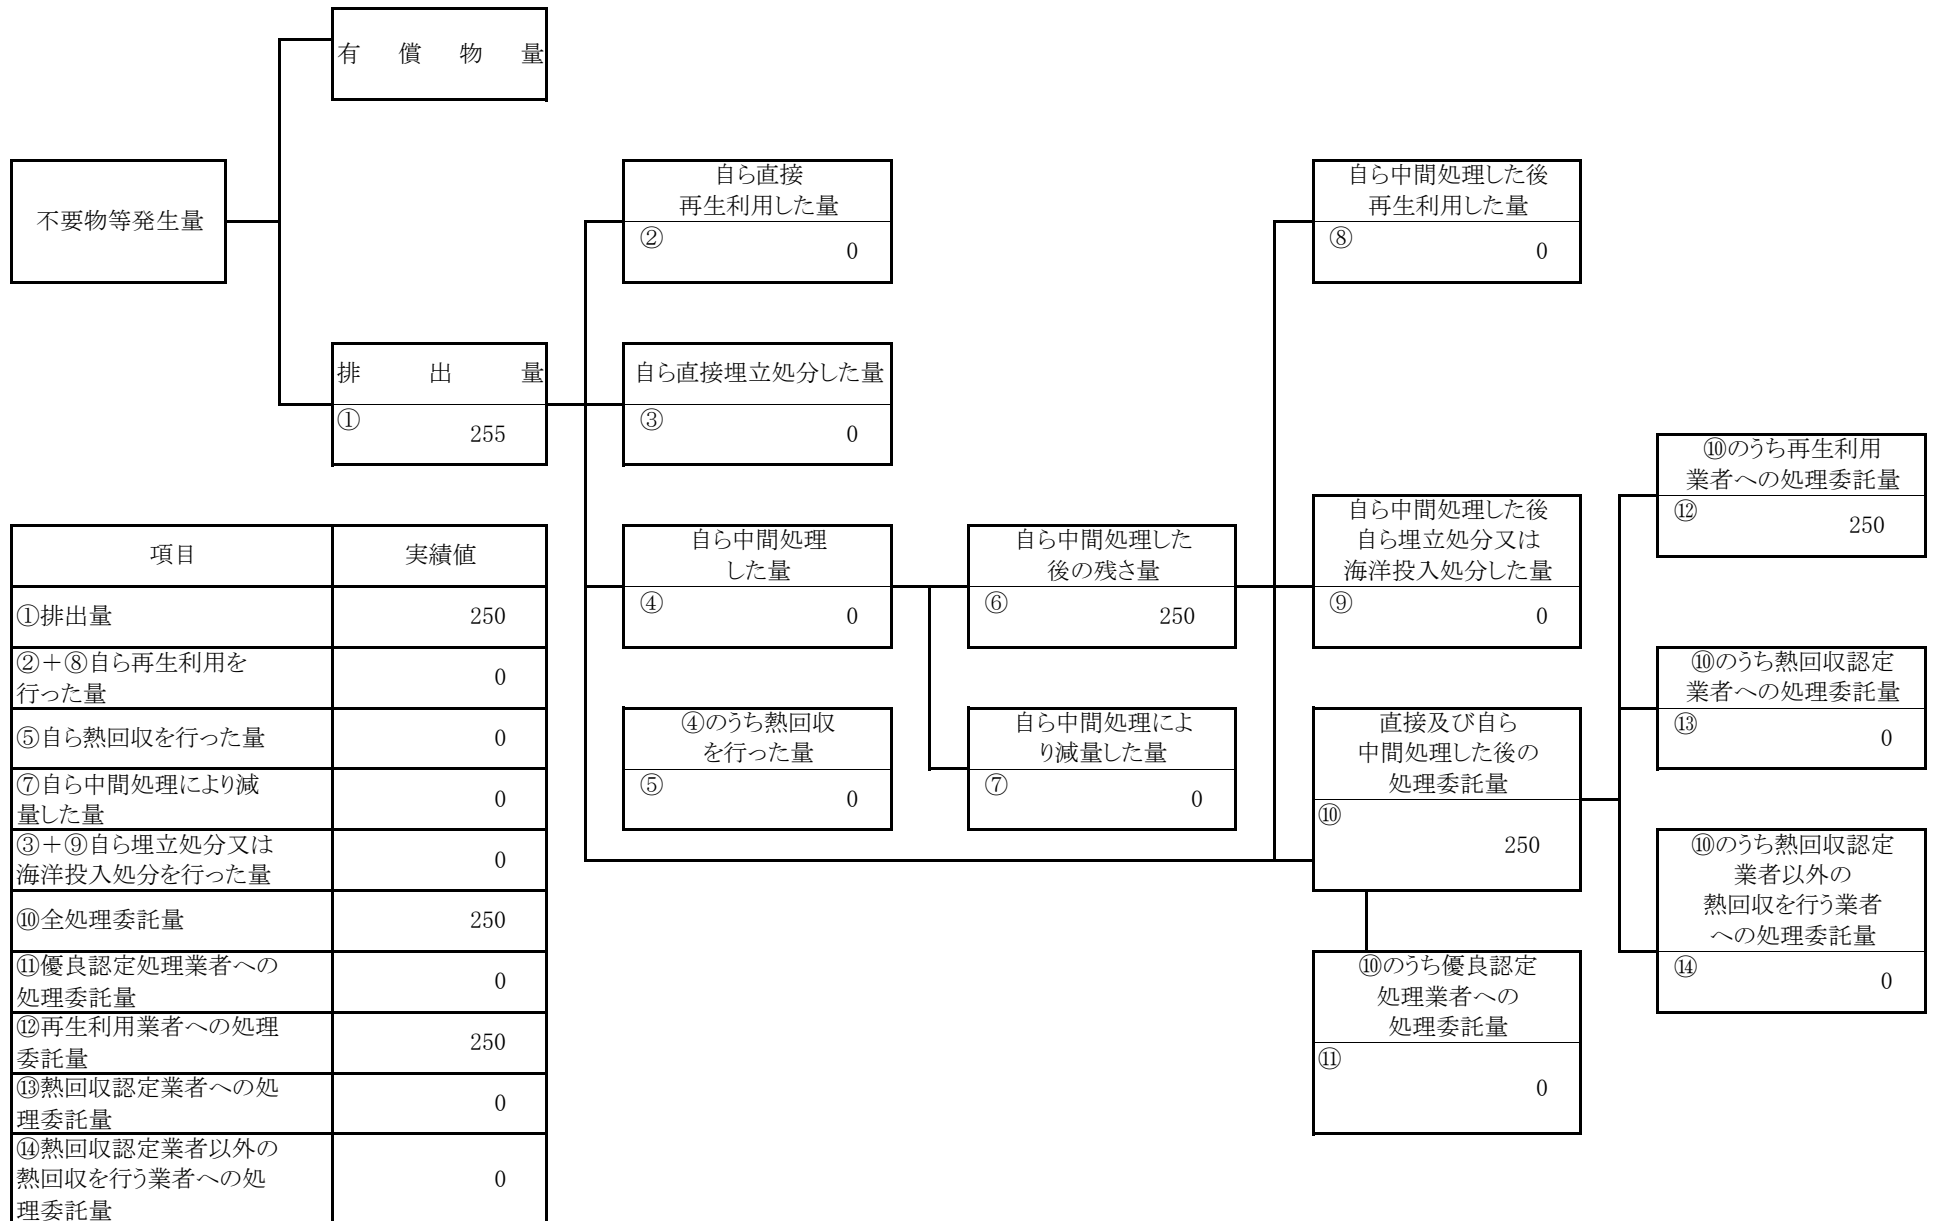 有償物量
不要物等発生量
排出量
①
255
自ら直接
再生利用した量
②
0
自ら直接埋立処分した量
③
0
自ら中間処理
した量
④
0
④のうち熱回収
を行った量
⑤
0
自ら中間処理した
後の残さ量
⑥
250
自ら中間処理によ
り減量した量
⑦
0
自ら中間処理した後
再生利用した量
⑧
0
自ら中間処理した後
自ら埋立処分又は
海洋投入処分した量
⑨
0
直接及び自ら
中間処理した後の
処理委託量
⑩
250
⑩のうち優良認定
処理業者への
処理委託量
⑪
0
⑩のうち再生利用
業者への処理委託量
⑫
250
⑩のうち熱回収認定
業者への処理委託量
⑬
0
⑩のうち熱回収認定
業者以外の
熱回収を行う業者
への処理委託量
⑭
0
項目 実績値
①排出量 250
②＋⑧自ら再生利用を
行った量
0
⑤自ら熱回収を行った量 0
⑦自ら中間処理により減
量した量
0
③＋⑨自ら埋立処分又は
海洋投入処分を行った量
0
⑩全処理委託量 250
⑪優良認定処理業者への
処理委託量
0
⑫再生利用業者への処理
委託量
250
⑬熱回収認定業者への処
理委託量
0
⑭熱回収認定業者以外の
熱回収を行う業者への処
理委託量
0